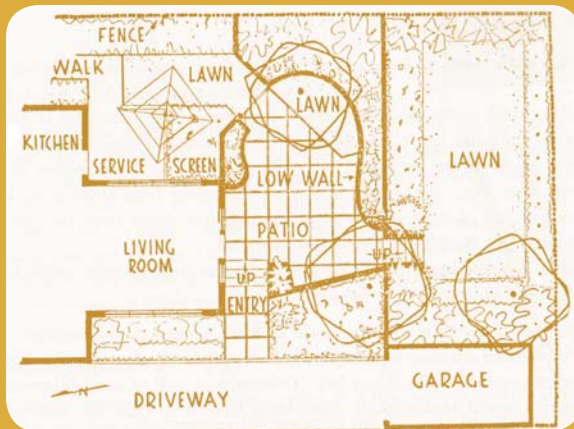 FENCE
WALK
LAWN
LAWN
KITCHEN
SERVICE
SCREEN
LOW WALL
LAWN
PATIO
LIVING
ROOM
UP
UP
ENTRY
N
GARAGE
DRIVEWAY